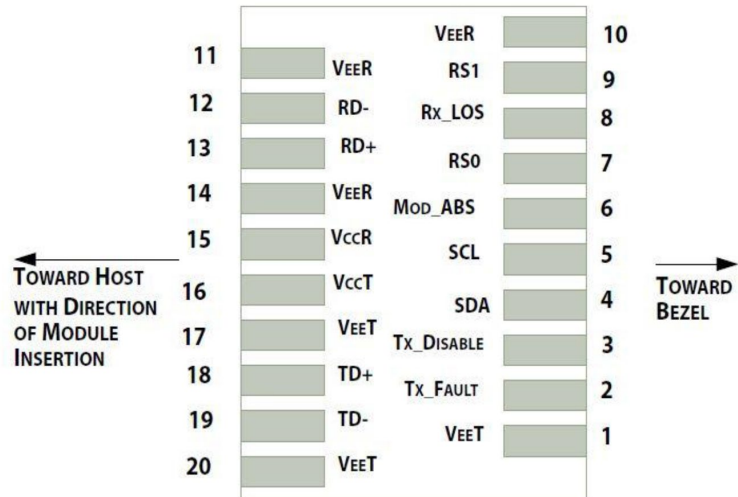 11 VEER
12 RD-
13 RD+
14 VEER
15 VCCR
16 VCCT
17 VEET
18 TD+
19 TD-
20 VEET
TOWARD HOST
WITH DIRECTION
OF MODULE
INSERTION
VEER 10
RS1 9
RX_LOS 8
RS0 7
MOD_ABS 6
SCL 5
SDA 4
TX_DISABLE 3
TX_FAULT 2
VEET 1
TOWARD
BEZEL